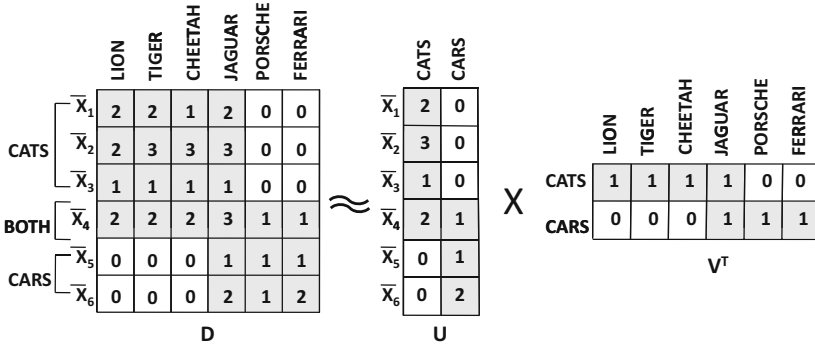 LION TIGER CHEETAH JAGUAR PORSCHE FERRARI
CATS CARS
LION TIGER CHEETAH JAGUAR PORSCHE FERRARI
CATS
BOTH
CARS
X̅1 2 2 1 2 0 0
X̅2 2 3 3 3 0 0
X̅3 1 1 1 1 0 0
X̅4 2 2 2 3 1 1
X̅5 0 0 0 1 1 1
X̅6 0 0 0 2 1 2
D
≈
X̅1 2 0
X̅2 3 0
X̅3 1 0
X̅4 2 1
X̅5 0 1
X̅6 0 2
U
X
CATS 1 1 1 1 0 0
CARS 0 0 0 1 1 1
Vᵀ